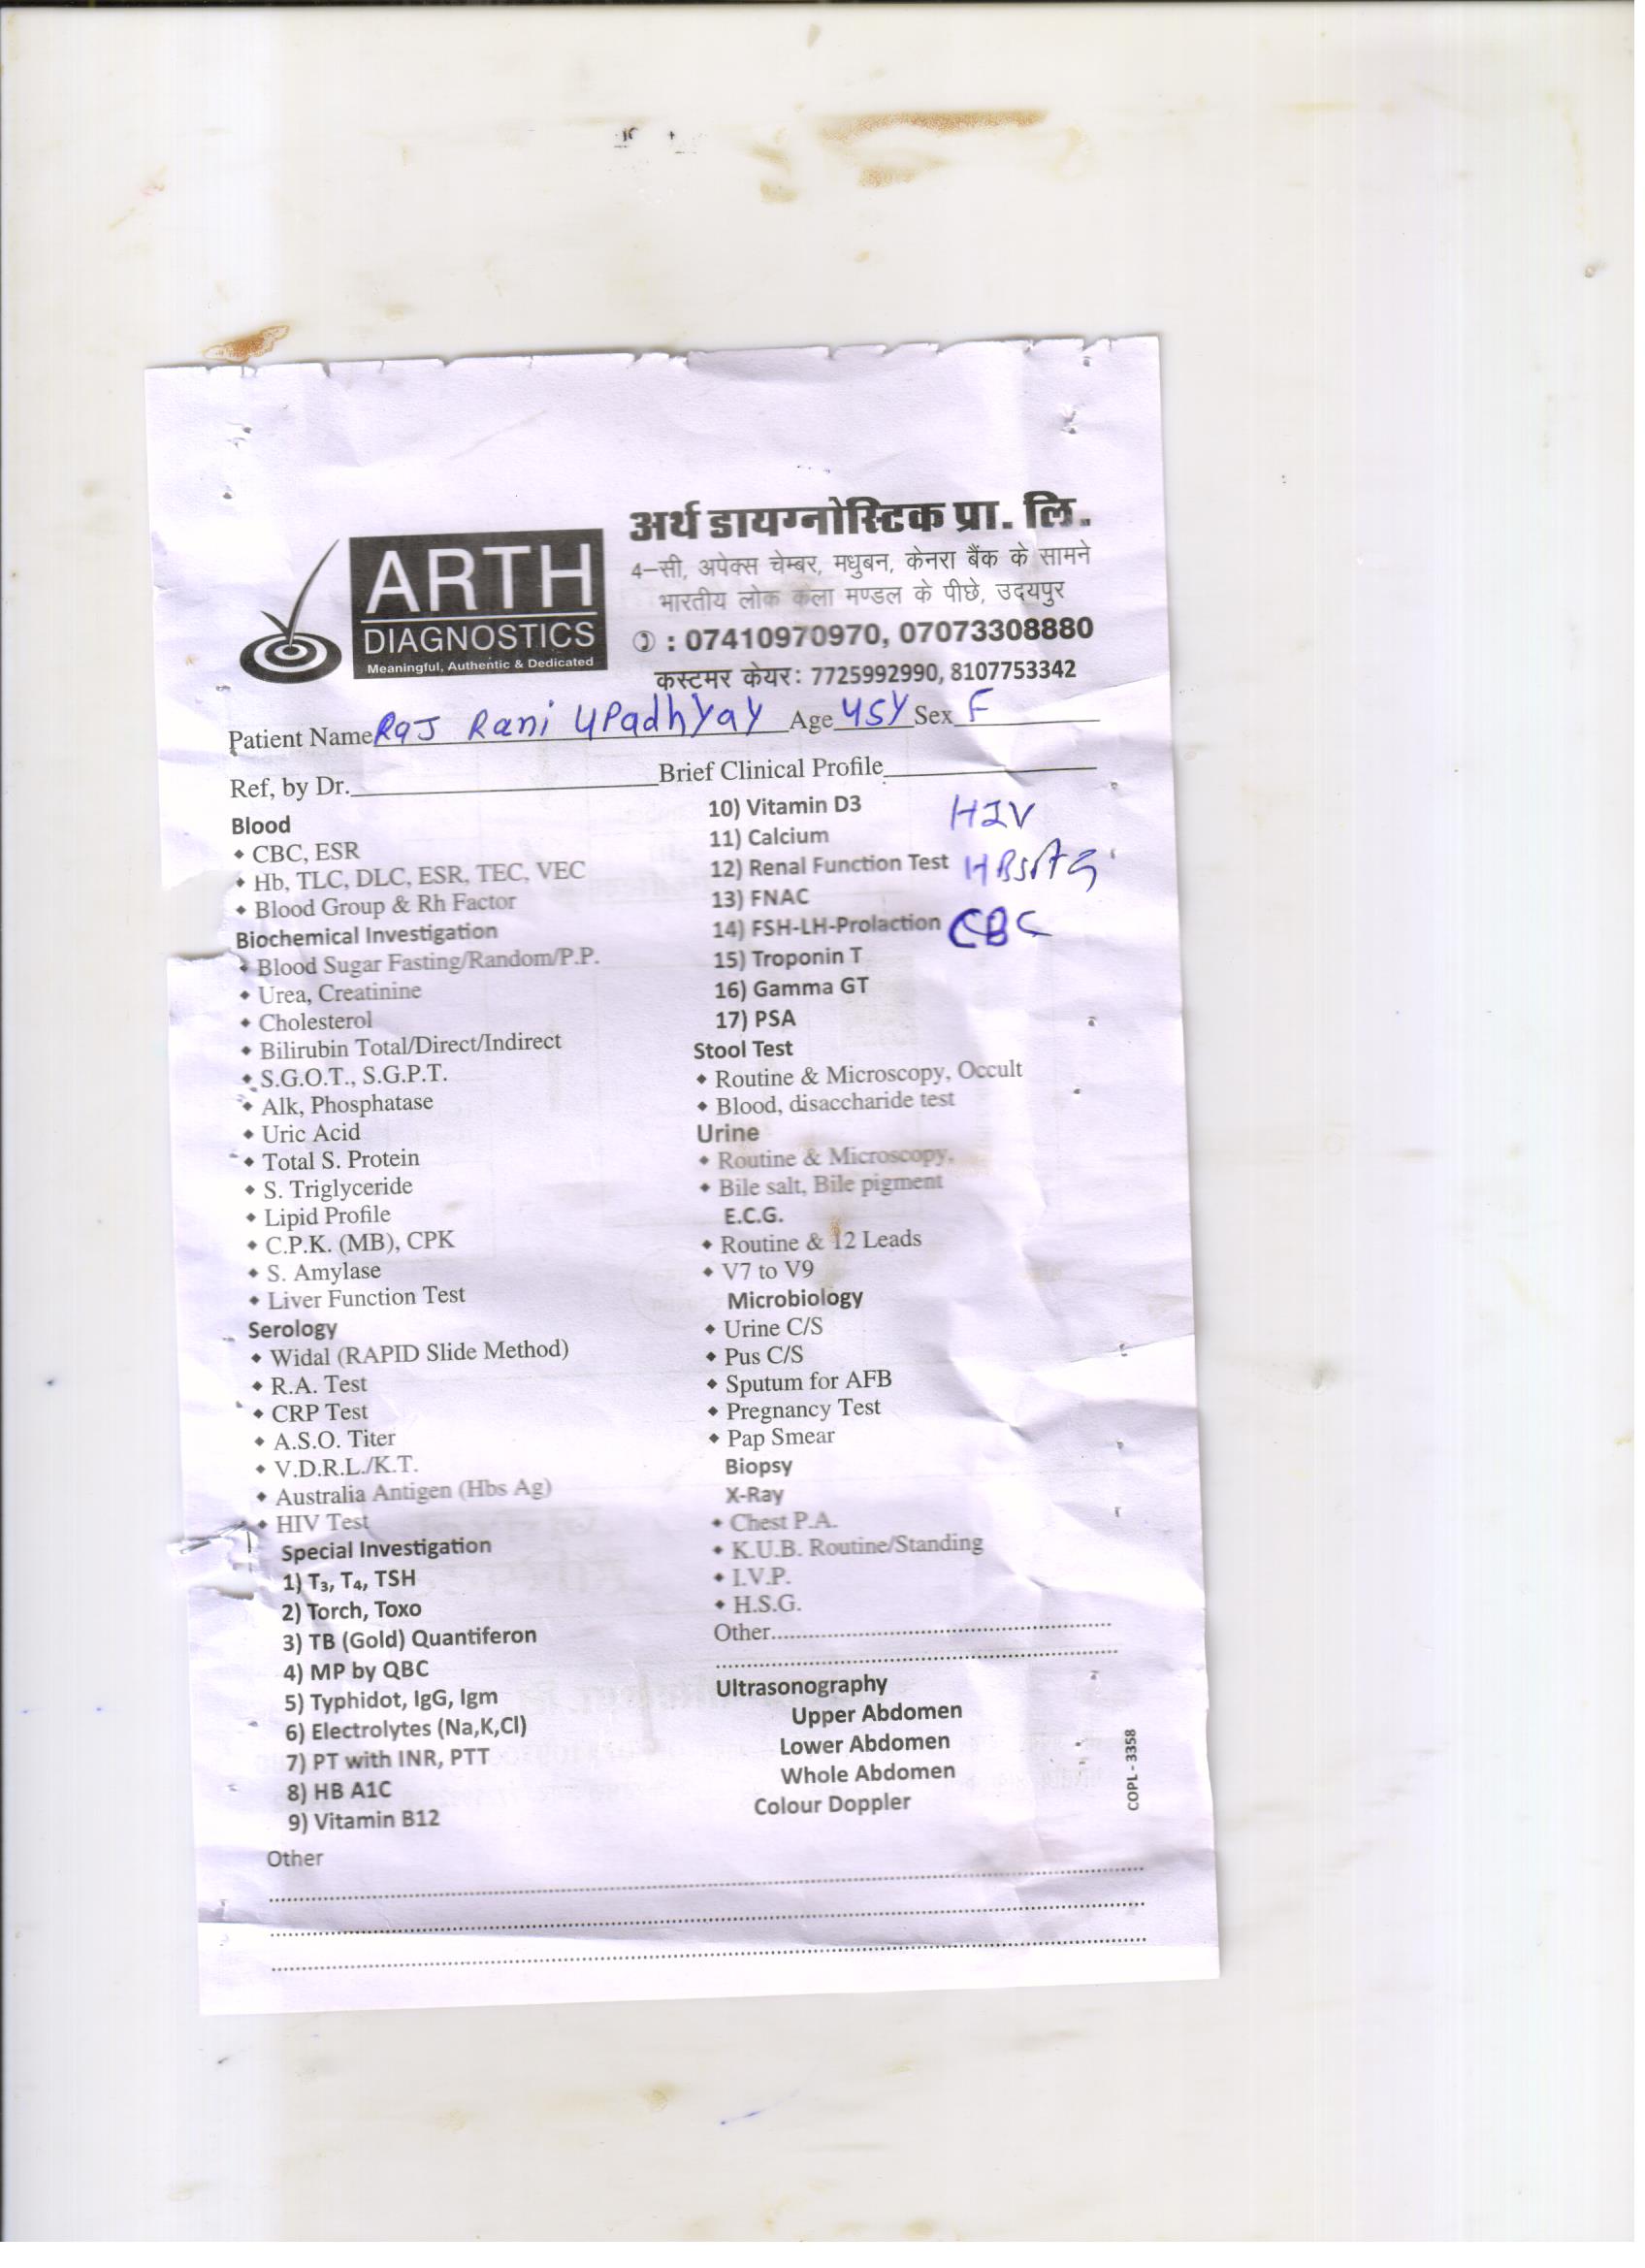 ARTH
DIAGNOSTICS
Meaningful, Authentic & Dedicated
अर्थ डायग्नोस्टिक प्रा. लि.
4-सी, अपेक्स चेम्बर, मधुबन, केनरा बैंक के सामने
भारतीय लोक कला मण्डल के पीछे, उदयपुर
✆ : 07410970970, 07073308880
कस्टमर केयर: 7725992990, 8107753342
Patient Name Raj Rani Upadhyay Age 45Y Sex F
Ref, by Dr. Brief Clinical Profile
Blood
• CBC, ESR
• Hb, TLC, DLC, ESR, TEC, VEC
• Blood Group & Rh Factor
Biochemical Investigation
• Blood Sugar Fasting/Random/P.P.
• Urea, Creatinine
• Cholesterol
• Bilirubin Total/Direct/Indirect
• S.G.O.T., S.G.P.T.
• Alk, Phosphatase
• Uric Acid
• Total S. Protein
• S. Triglyceride
• Lipid Profile
• C.P.K. (MB), CPK
• S. Amylase
• Liver Function Test
Serology
• Widal (RAPID Slide Method)
• R.A. Test
• CRP Test
• A.S.O. Titer
• V.D.R.L./K.T.
• Australia Antigen (Hbs Ag)
• HIV Test
Special Investigation
1) T₃, T₄, TSH
2) Torch, Toxo
3) TB (Gold) Quantiferon
4) MP by QBC
5) Typhidot, IgG, Igm
6) Electrolytes (Na,K,Cl)
7) PT with INR, PTT
8) HB A1C
9) Vitamin B12
10) Vitamin D3
11) Calcium
12) Renal Function Test
13) FNAC
14) FSH-LH-Prolaction
15) Troponin T
16) Gamma GT
17) PSA
HIV
HBsAg
CBC
Stool Test
• Routine & Microscopy, Occult
• Blood, disaccharide test
Urine
• Routine & Microscopy,
• Bile salt, Bile pigment
E.C.G.
• Routine & 12 Leads
• V7 to V9
Microbiology
• Urine C/S
• Pus C/S
• Sputum for AFB
• Pregnancy Test
• Pap Smear
Biopsy
X-Ray
• Chest P.A.
• K.U.B. Routine/Standing
• I.V.P.
• H.S.G.
Other
Ultrasonography
Upper Abdomen
Lower Abdomen
Whole Abdomen
Colour Doppler
COPL - 3358
Other